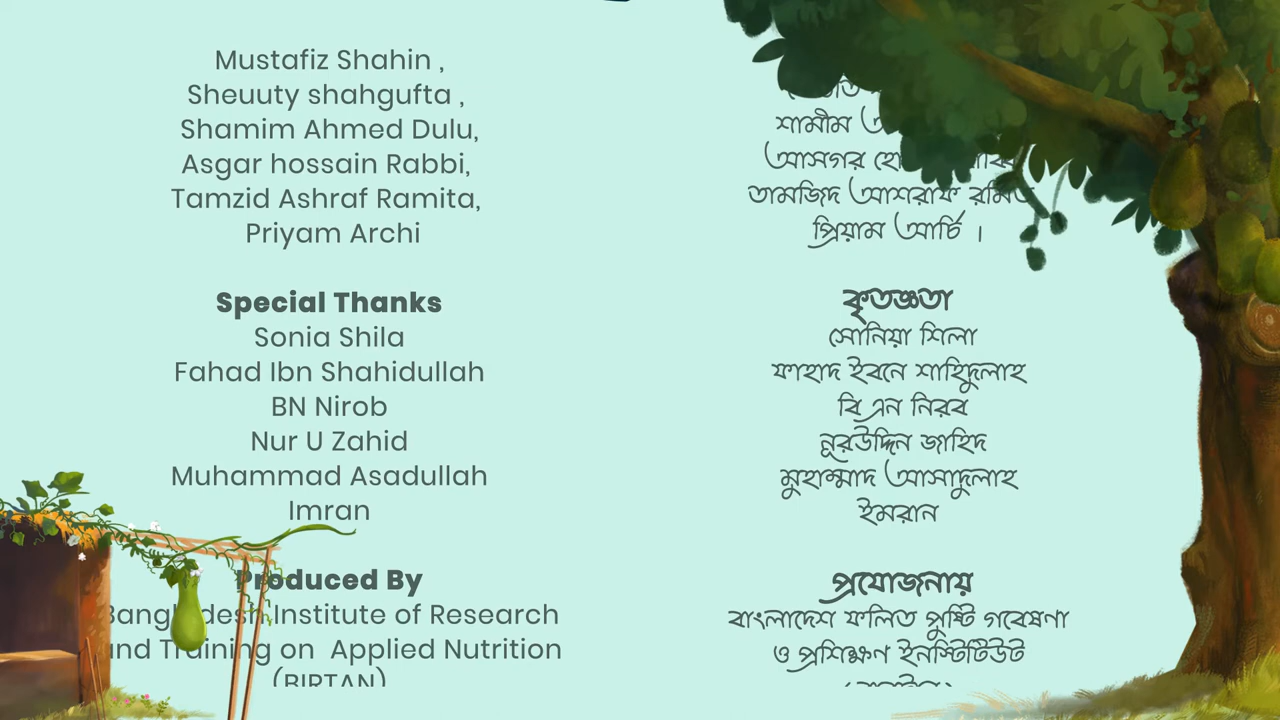 Mustafiz Shahin ,
Sheuuty shahgufta ,
Shamim Ahmed Dulu,
Asgar hossain Rabbi,
Tamzid Ashraf Ramita,
Priyam Archi
Special Thanks
Sonia Shila
Fahad Ibn Shahidullah
BN Nirob
Nur U Zahid
Muhammad Asadullah
Imran
Produced By
Bangladesh Institute of Research
and Training on Applied Nutrition
(BIRTAN)
শামীম
আসগর
তামজিদ আশরাফ রমিত
প্রিয়াম আর্চি ।
কৃতজ্ঞতা
সোনিয়া শিলা
ফাহাদ ইবনে শাহিদুলাহ
বি এন নিরব
নূরউদ্দিন জাহিদ
মুহাম্মাদ আসাদুলাহ
ইমরান
প্রযোজনায়
বাংলাদেশ ফলিত পুষ্টি গবেষণা
ও প্রশিক্ষণ ইনস্টিটিউট